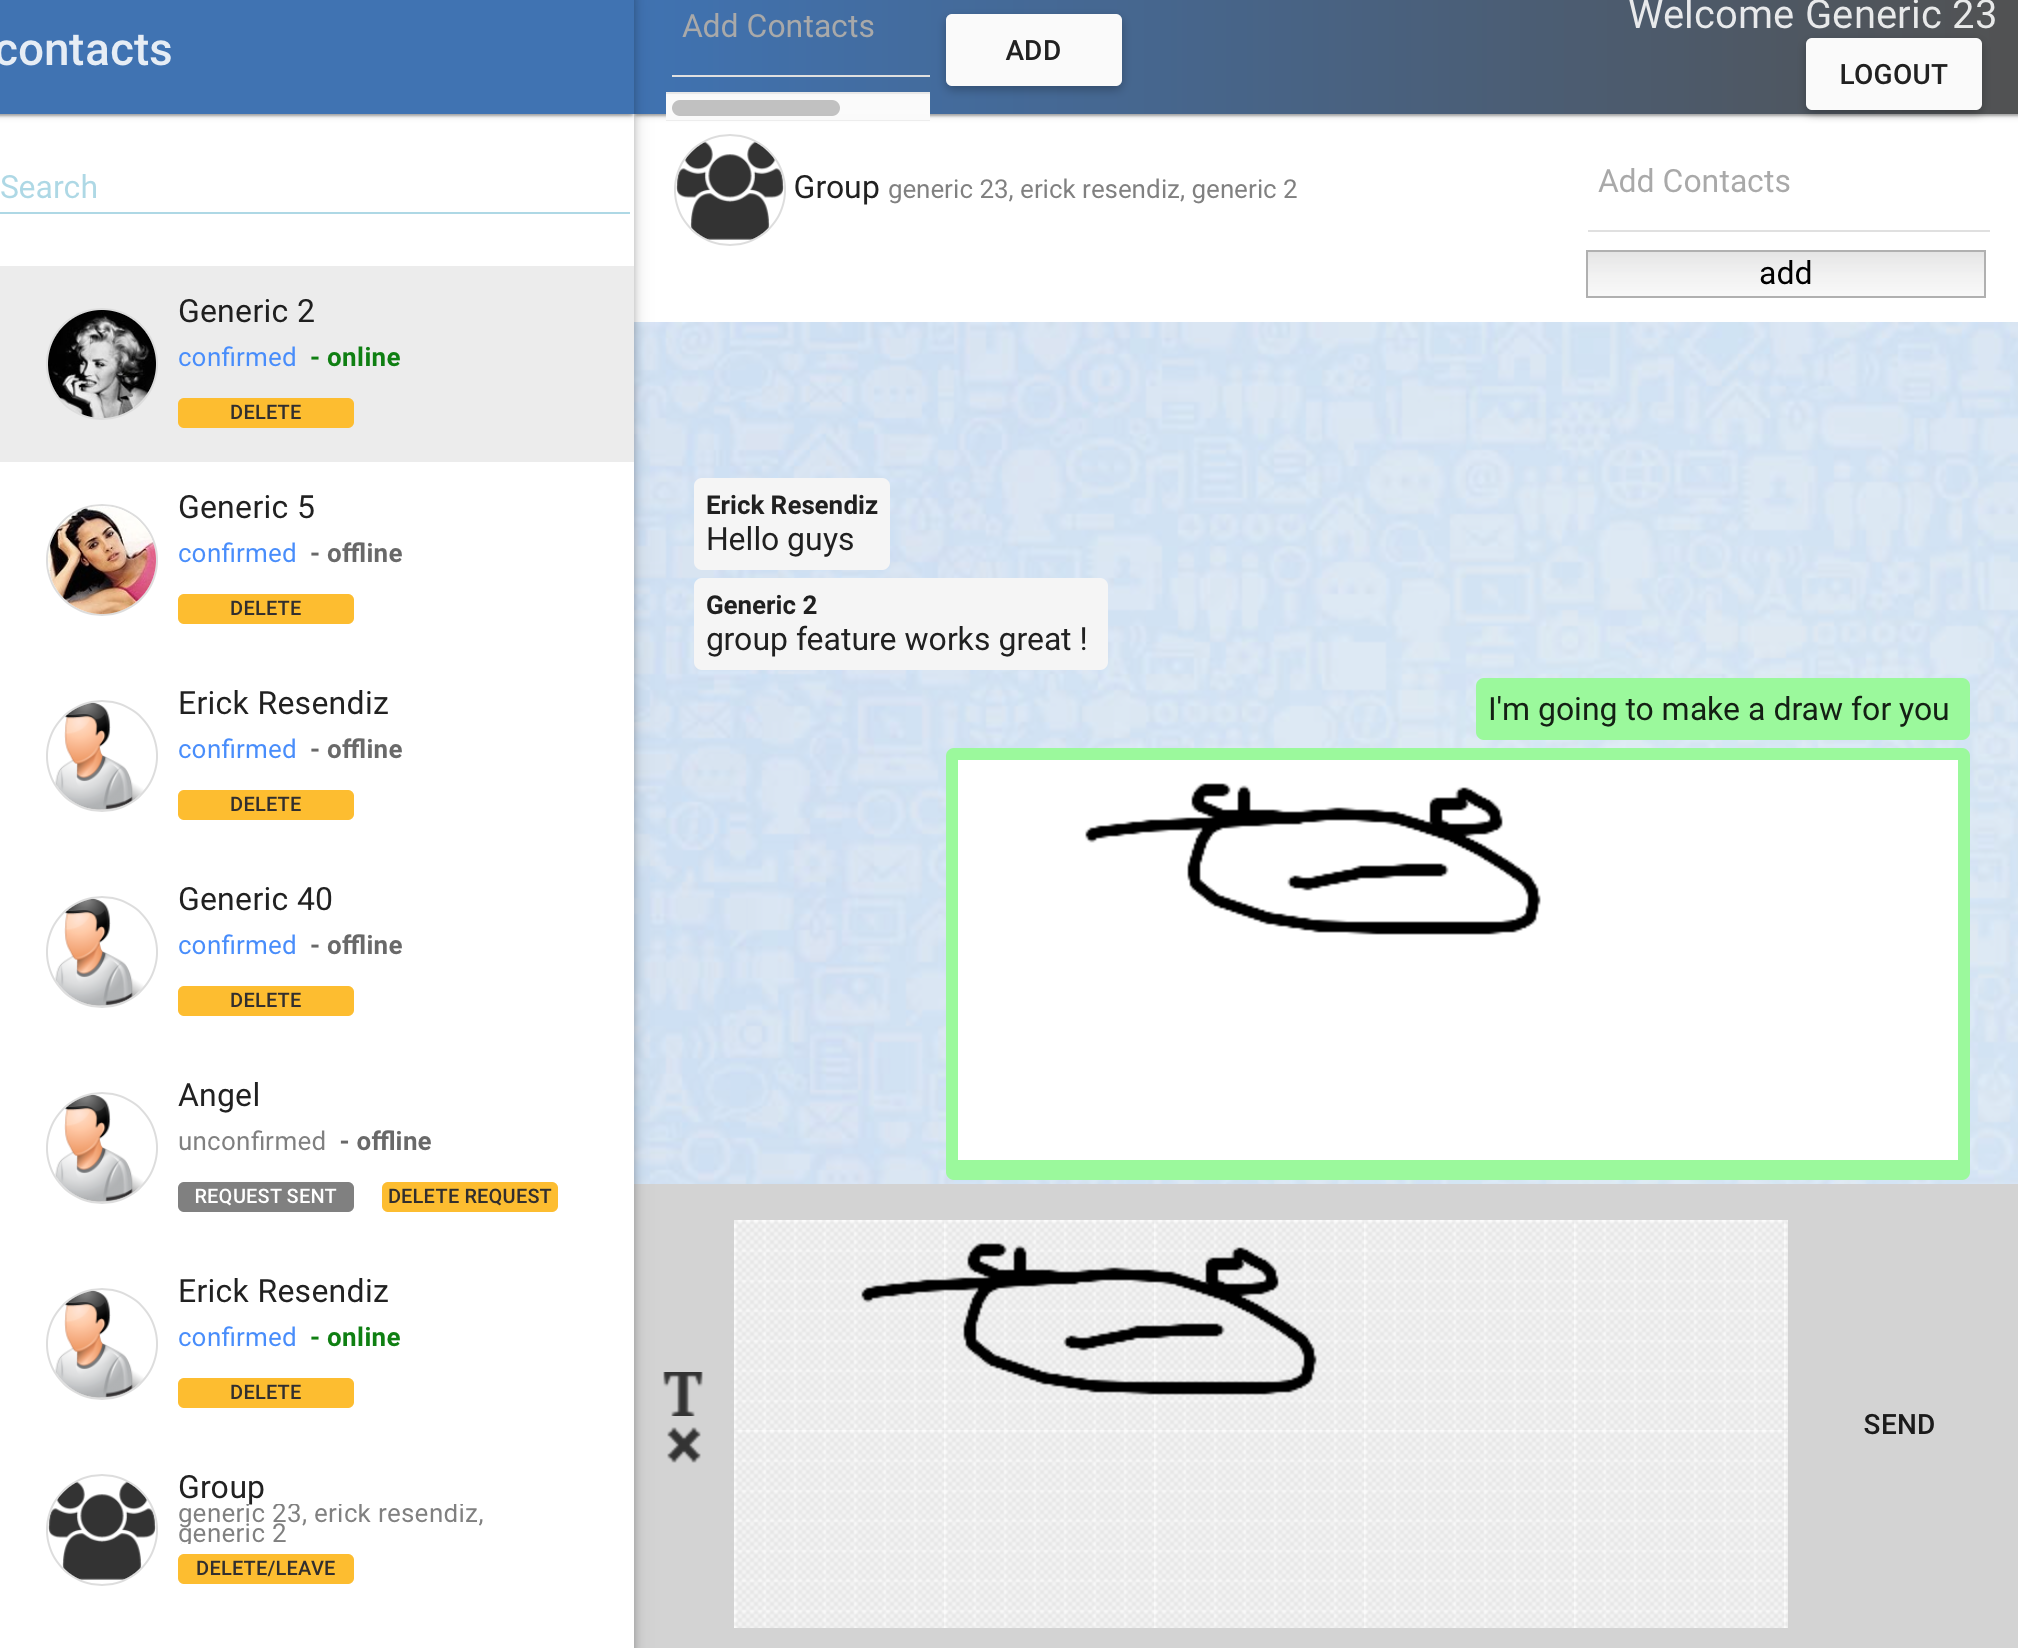 contacts
Add Contacts
ADD
Welcome Generic 23
LOGOUT
Search
Generic 2
confirmed - online
DELETE
Generic 5
confirmed - offline
DELETE
Erick Resendiz
confirmed - offline
DELETE
Generic 40
confirmed - offline
DELETE
Angel
unconfirmed - offline
REQUEST SENT DELETE REQUEST
Erick Resendiz
confirmed - online
DELETE
Group
generic 23, erick resendiz,
generic 2
DELETE/LEAVE
Group generic 23, erick resendiz, generic 2
Add Contacts
add
Erick Resendiz
Hello guys
Generic 2
group feature works great !
I'm going to make a draw for you
T
SEND